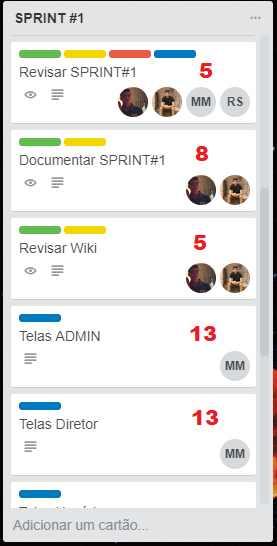 SPRINT #1
Revisar SPRINT#1
5
MM
RS
Documentar SPRINT#1
8
Revisar Wiki
5
Telas ADMIN
13
MM
Telas Diretor
13
MM
Adicionar um cartão...